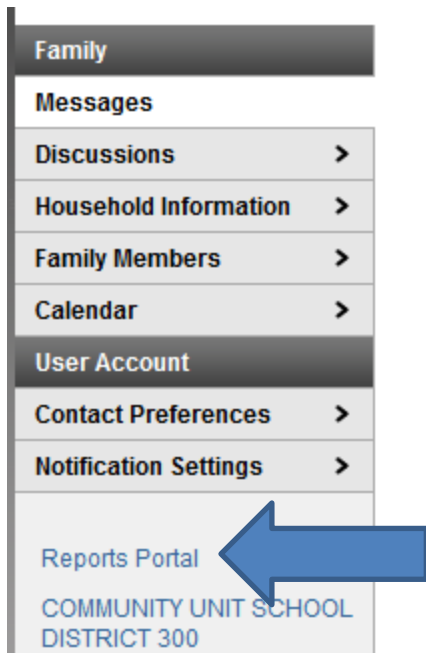 Family
Messages
Discussions
Household Information
Family Members
Calendar
User Account
Contact Preferences
Notification Settings
Reports Portal
COMMUNITY UNIT SCHOOL
DISTRICT 300